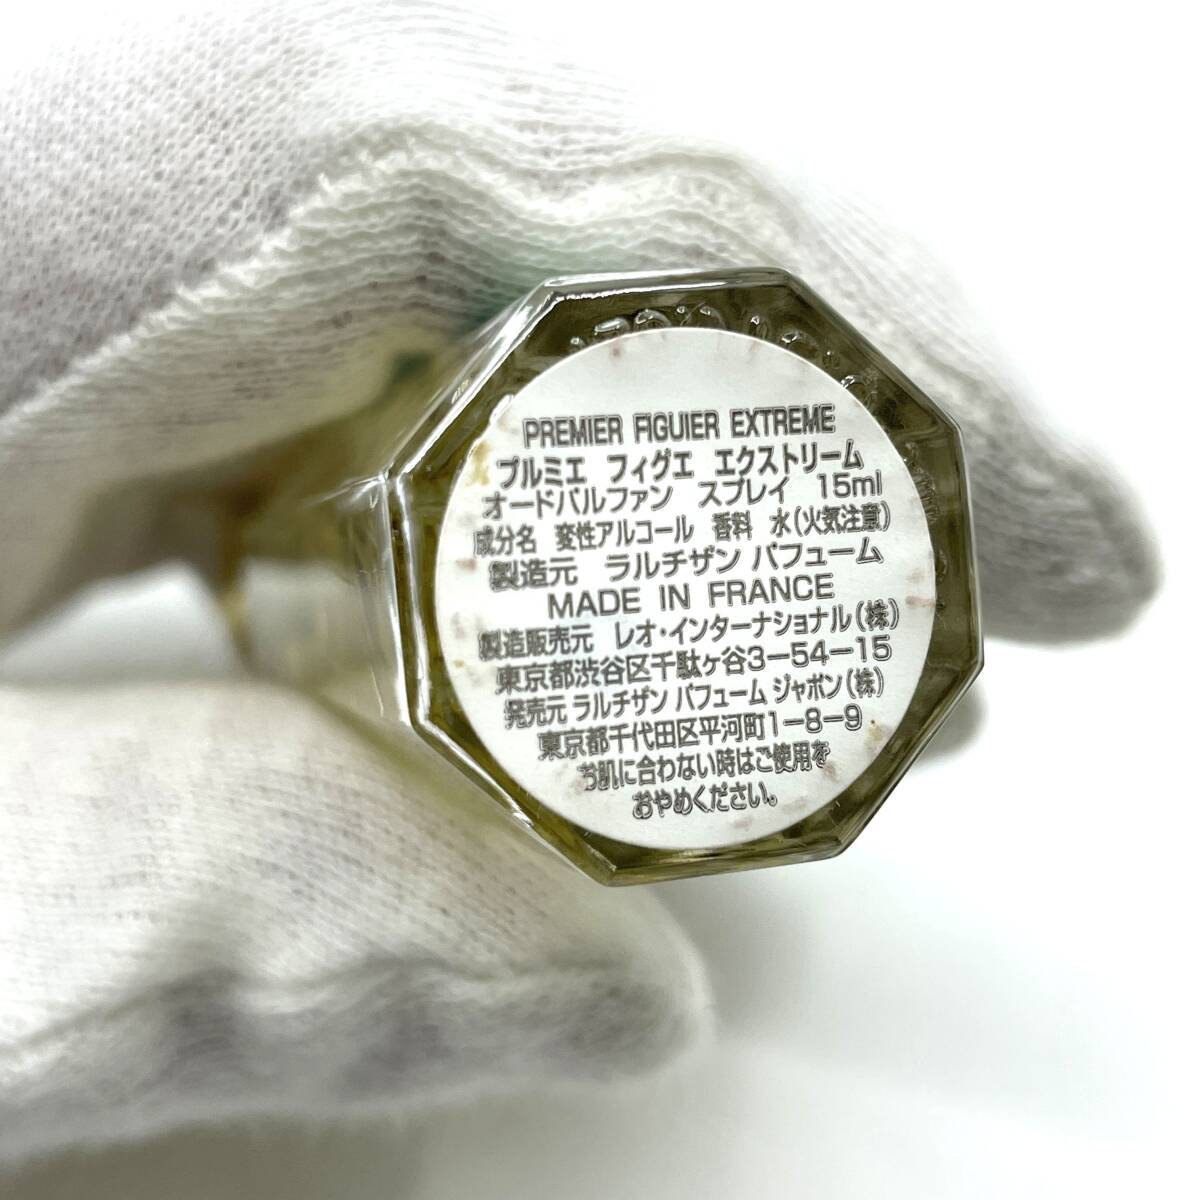 PREMIER FIGUIER EXTREME
プルミエ フィグエ エクストリーム
オードパルファン スプレイ 15ml
成分名 変性アルコール 香料 水(火気注意)
製造元 ラルチザン パフューム
MADE IN FRANCE
製造販売元 レオ・インターナショナル(株)
東京都渋谷区千駄ヶ谷3-54-15
発売元 ラルチザン パフューム ジャポン(株)
東京都千代田区平河町1-8-9
お肌に合わない時はご使用を
おやめください。